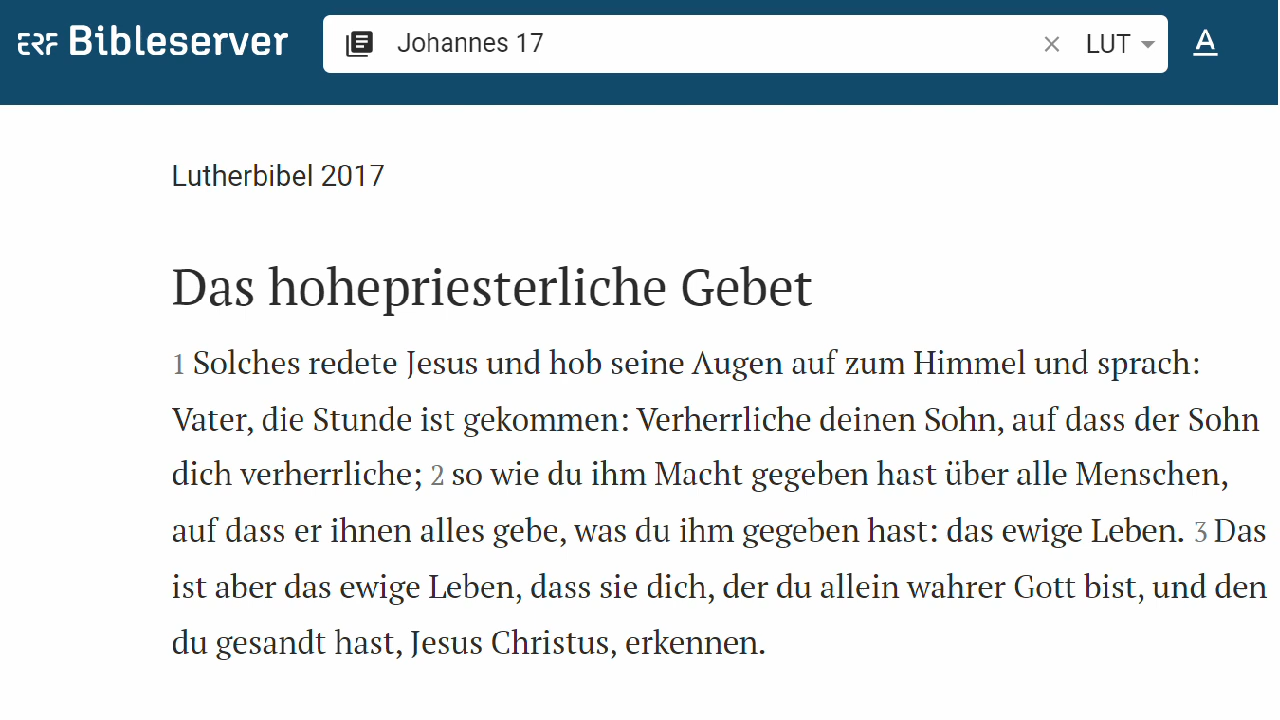 ERF Bibleserver Johannes 17 LUT A
Lutherbibel 2017
Das hohepriesterliche Gebet
1 Solches redete Jesus und hob seine Augen auf zum Himmel und sprach:
Vater, die Stunde ist gekommen: Verherrliche deinen Sohn, auf dass der Sohn
dich verherrliche; 2 so wie du ihm Macht gegeben hast über alle Menschen,
auf dass er ihnen alles gebe, was du ihm gegeben hast: das ewige Leben. 3 Das
ist aber das ewige Leben, dass sie dich, der du allein wahrer Gott bist, und den
du gesandt hast, Jesus Christus, erkennen.